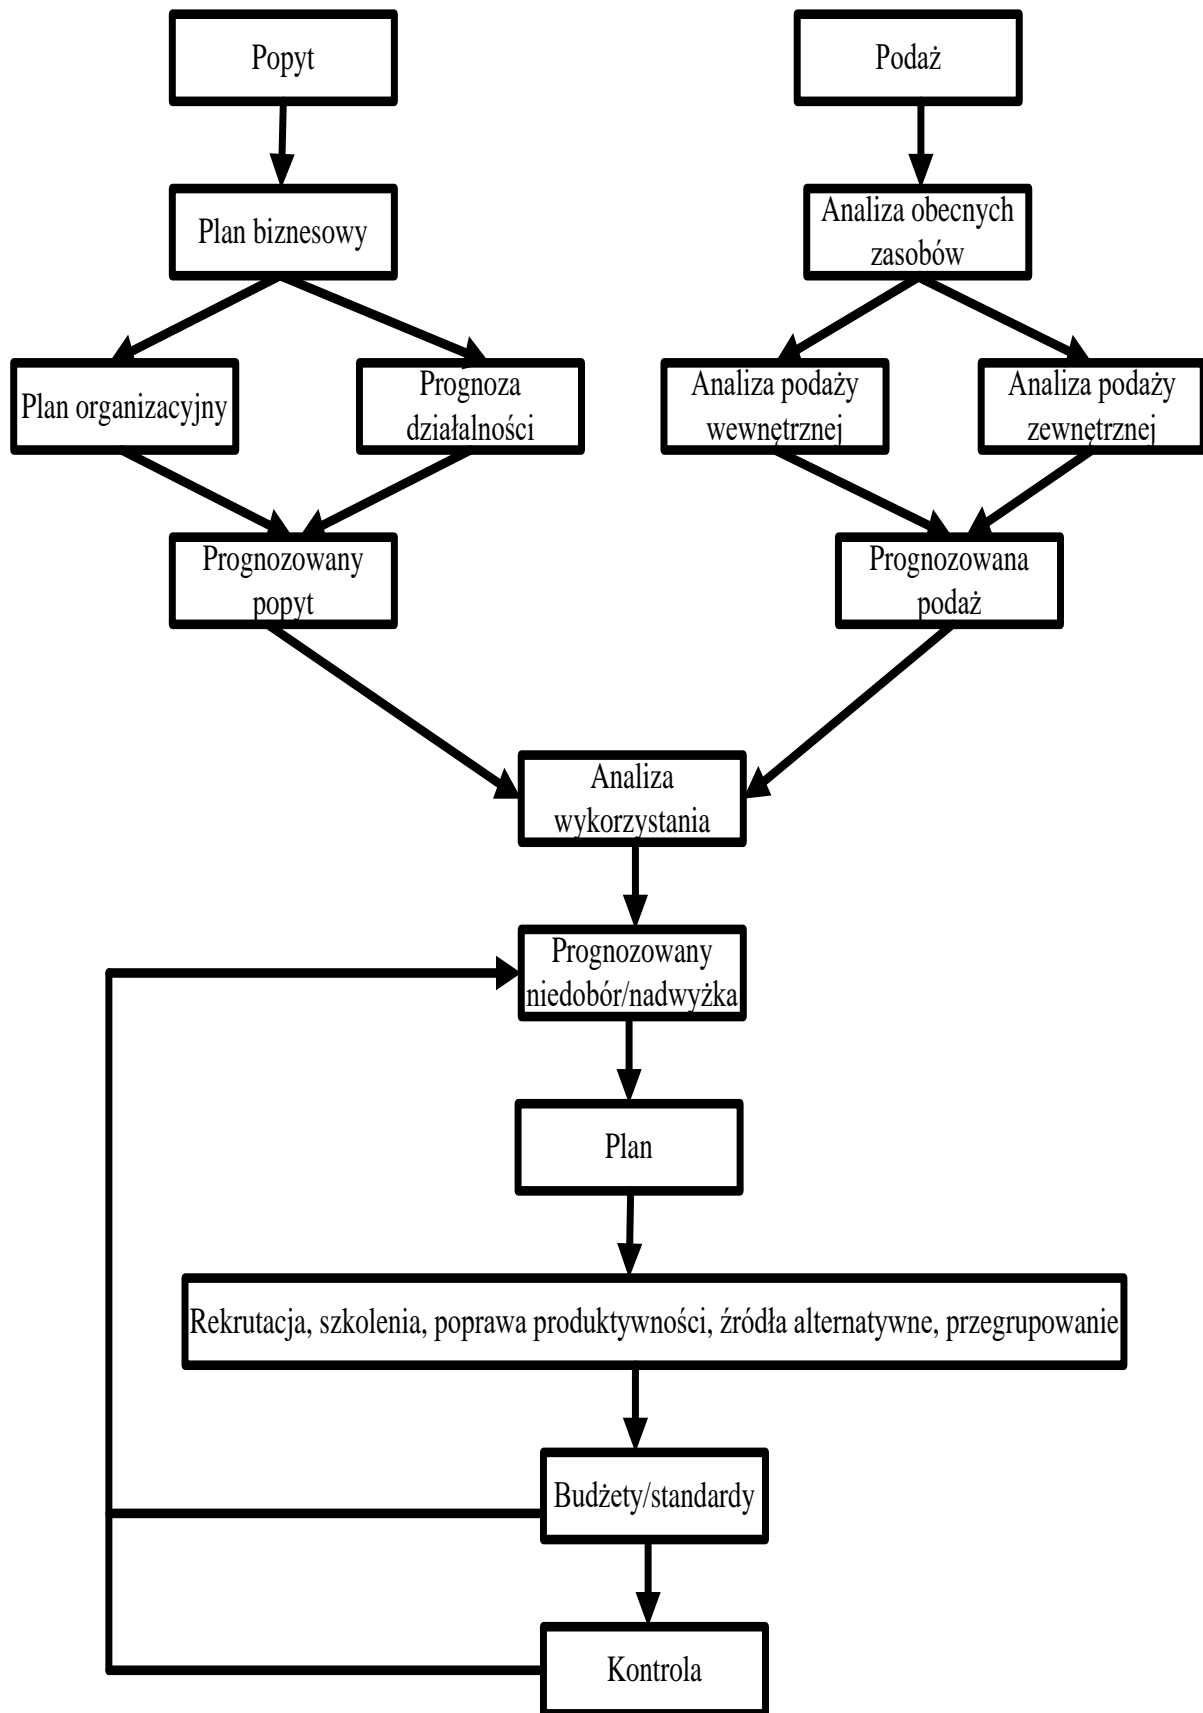 Popyt
Podaż
Plan biznesowy
Analiza obecnych
zasobów
Plan organizacyjny
Prognoza
działalności
Analiza podaży
wewnętrznej
Analiza podaży
zewnętrznej
Prognozowany
popyt
Prognozowana
podaż
Analiza
wykorzystania
Prognozowany
niedobór/nadwyżka
Plan
Rekrutacja, szkolenia, poprawa produktywności, źródła alternatywne, przegrupowanie
Budżety/standardy
Kontrola